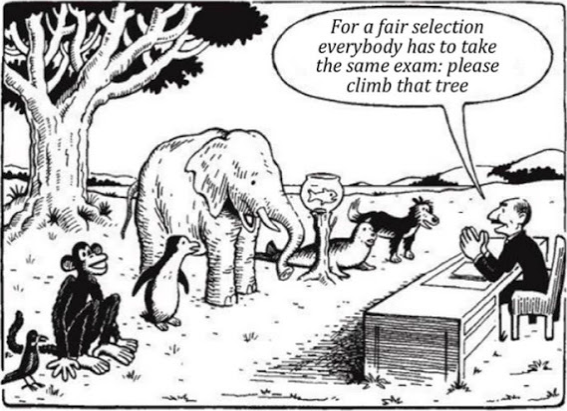 For a fair selection
everybody has to take
the same exam: please
climb that tree